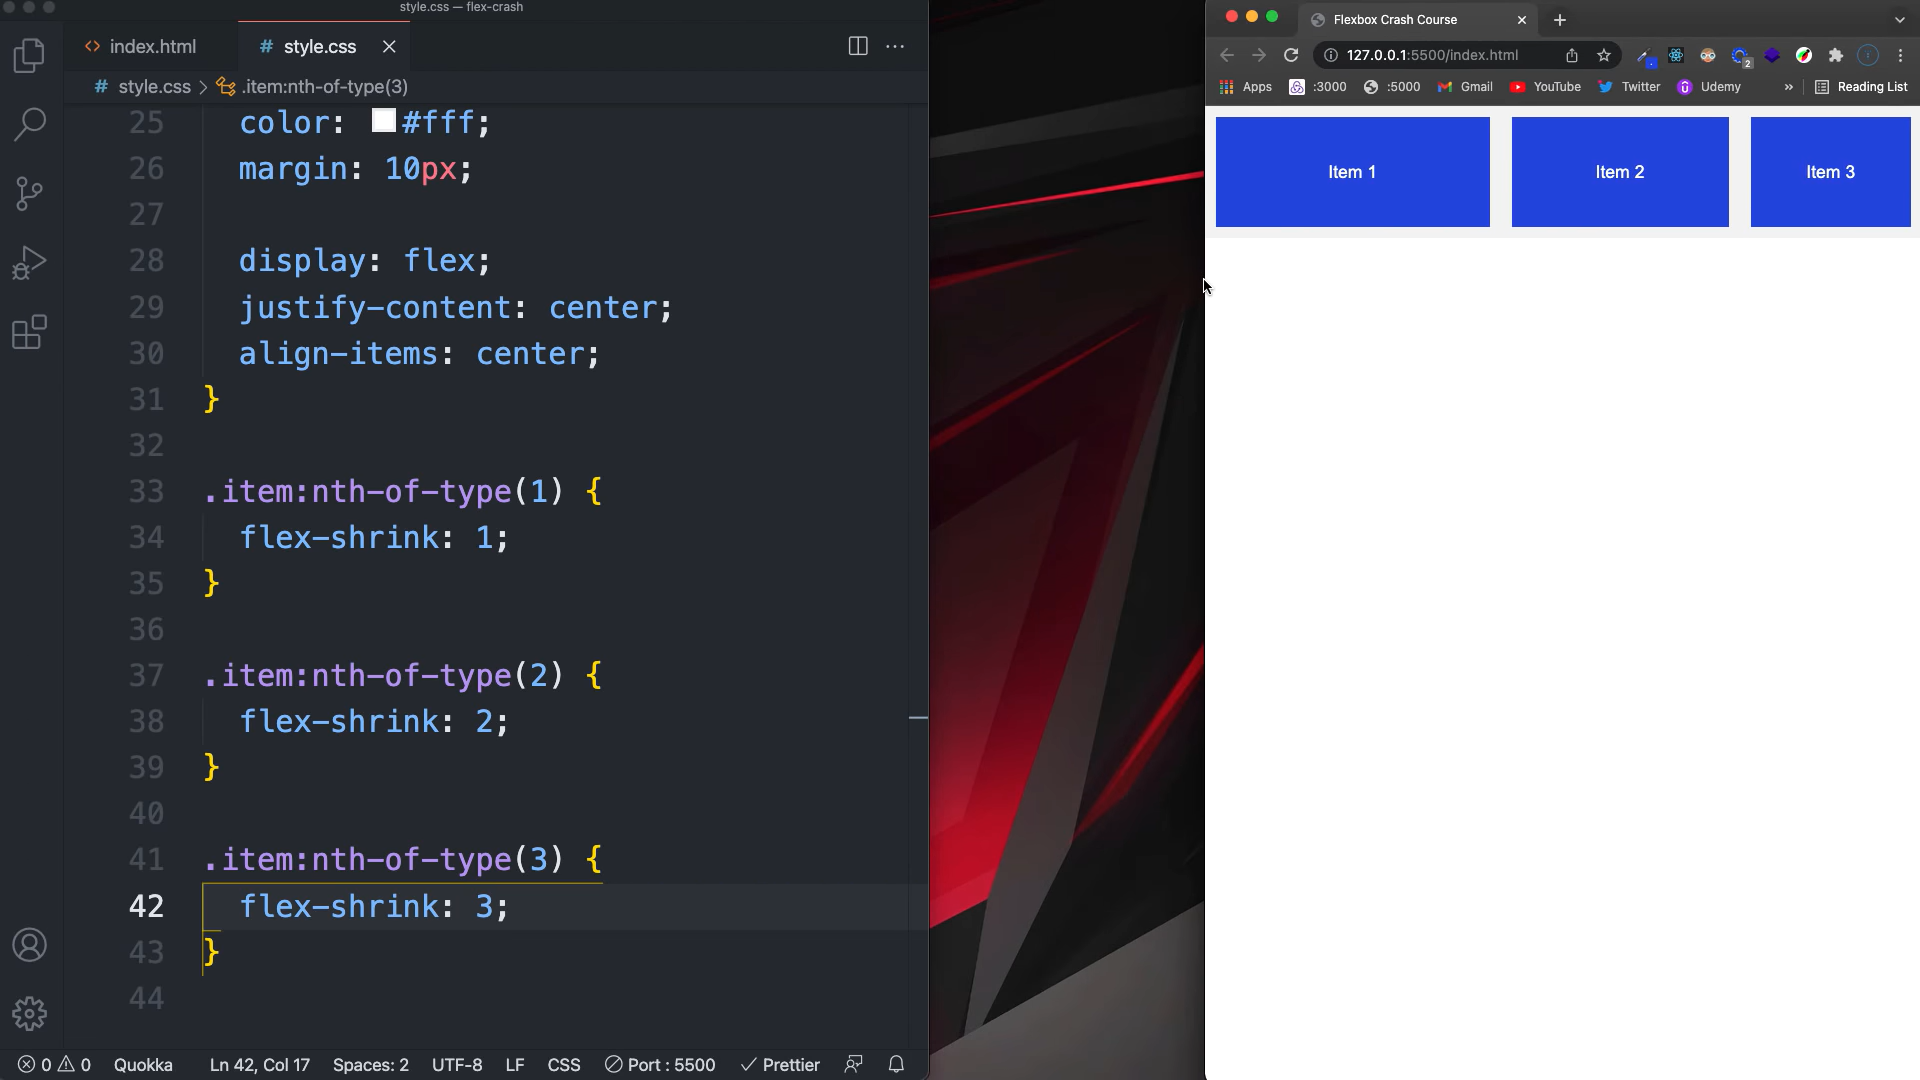 style.css — flex-crash
index.html
# style.css
# style.css > .item:nth-of-type(3)
25 color: #fff;
26 margin: 10px;
27
28 display: flex;
29 justify-content: center;
30 align-items: center;
31 }
32
33 .item:nth-of-type(1) {
34 flex-shrink: 1;
35 }
36
37 .item:nth-of-type(2) {
38 flex-shrink: 2;
39 }
40
41 .item:nth-of-type(3) {
42 flex-shrink: 3;
43 }
44
0 0 Quokka Ln 42, Col 17 Spaces: 2 UTF-8 LF CSS Port : 5500 Prettier
Flexbox Crash Course
127.0.0.1:5500/index.html
2
Apps :3000 :5000 Gmail YouTube Twitter Udemy » Reading List
Item 1 Item 2 Item 3